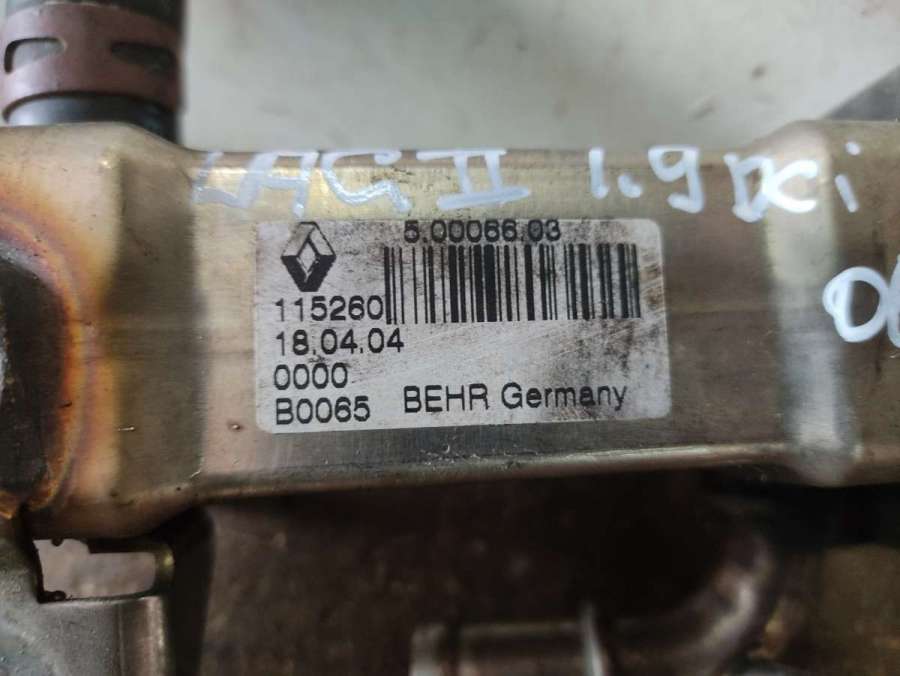 LAG II 1.9 DCi
5.00066.03
115260
18.04.04
0000
B0065 BEHR Germany